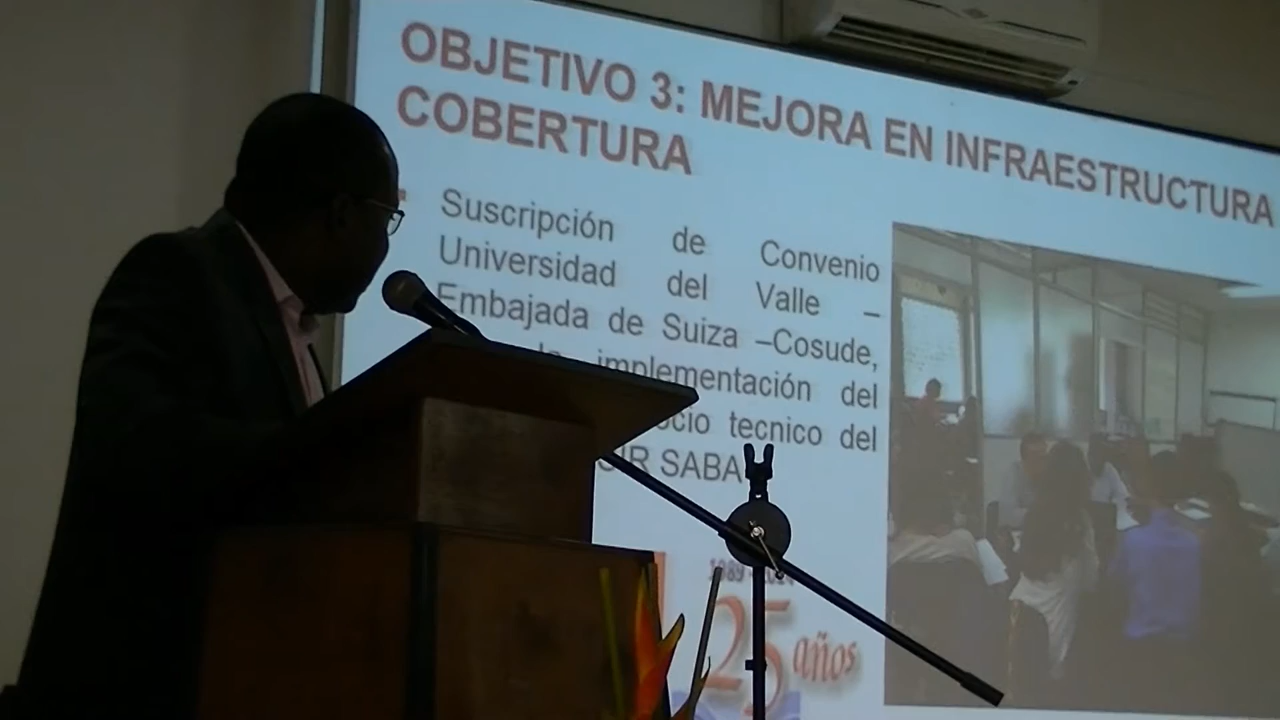 OBJETIVO 3: MEJORA EN INFRAESTRUCTURA
COBERTURA
Suscripción de Convenio
Universidad del Valle –
Embajada de Suiza –Cosude,
implementación del
tecnico del
SABA
25 años